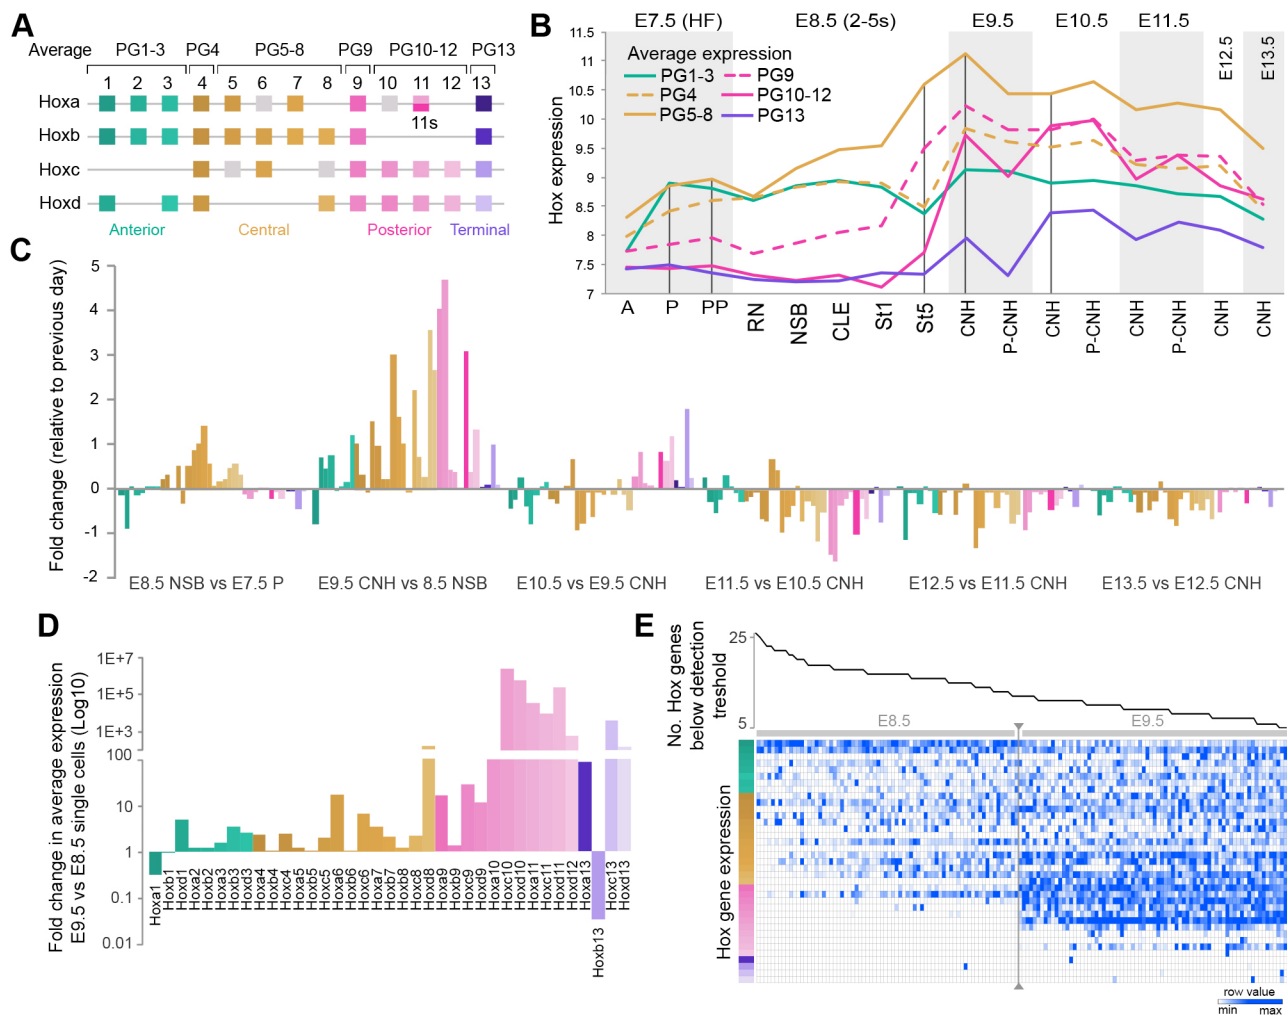 A
Average PG1-3 PG4 PG5-8 PG9 PG10-12 PG13
1 2 3 4 5 6 7 8 9 10 11 12 13
Hoxa
11s
Hoxb
Hoxc
Hoxd
Anterior Central Posterior Terminal
B
E7.5 (HF) E8.5 (2-5s) E9.5 E10.5 E11.5 E12.5 E13.5
Average expression
PG1-3 PG9
PG4 PG10-12
PG5-8 PG13
Hox expression
11.5
11
10.5
10
9.5
9
8.5
8
7.5
7
A P PP RN NSB CLE St1 St5 CNH P-CNH CNH P-CNH CNH P-CNH CNH CNH
C
Fold change (relative to previous day)
5
4
3
2
1
0
-1
-2
E8.5 NSB vs E7.5 P E9.5 CNH vs 8.5 NSB E10.5 vs E9.5 CNH E11.5 vs E10.5 CNH E12.5 vs E11.5 CNH E13.5 vs E12.5 CNH
D
Fold change in average expression
E9.5 vs E8.5 single cells (Log10)
1E+7
1E+5
1E+3
100
10
1
0.1
0.01
Hoxa1 Hoxb1 Hoxd1 Hoxa2 Hoxb2 Hoxa3 Hoxb3 Hoxd3 Hoxa4 Hoxb4 Hoxc4 Hoxa5 Hoxb5 Hoxc5 Hoxa6 Hoxb6 Hoxc6 Hoxa7 Hoxb7 Hoxb8 Hoxc8 Hoxd8 Hoxa9 Hoxb9 Hoxc9 Hoxd9 Hoxa10 Hoxc10 Hoxd10 Hoxa11 Hoxc11 Hoxd11 Hoxd12 Hoxa13 Hoxb13 Hoxc13 Hoxd13
E
No. Hox genes
below detection
treshold
25
5
E8.5 E9.5
Hox gene expression
row value
min max